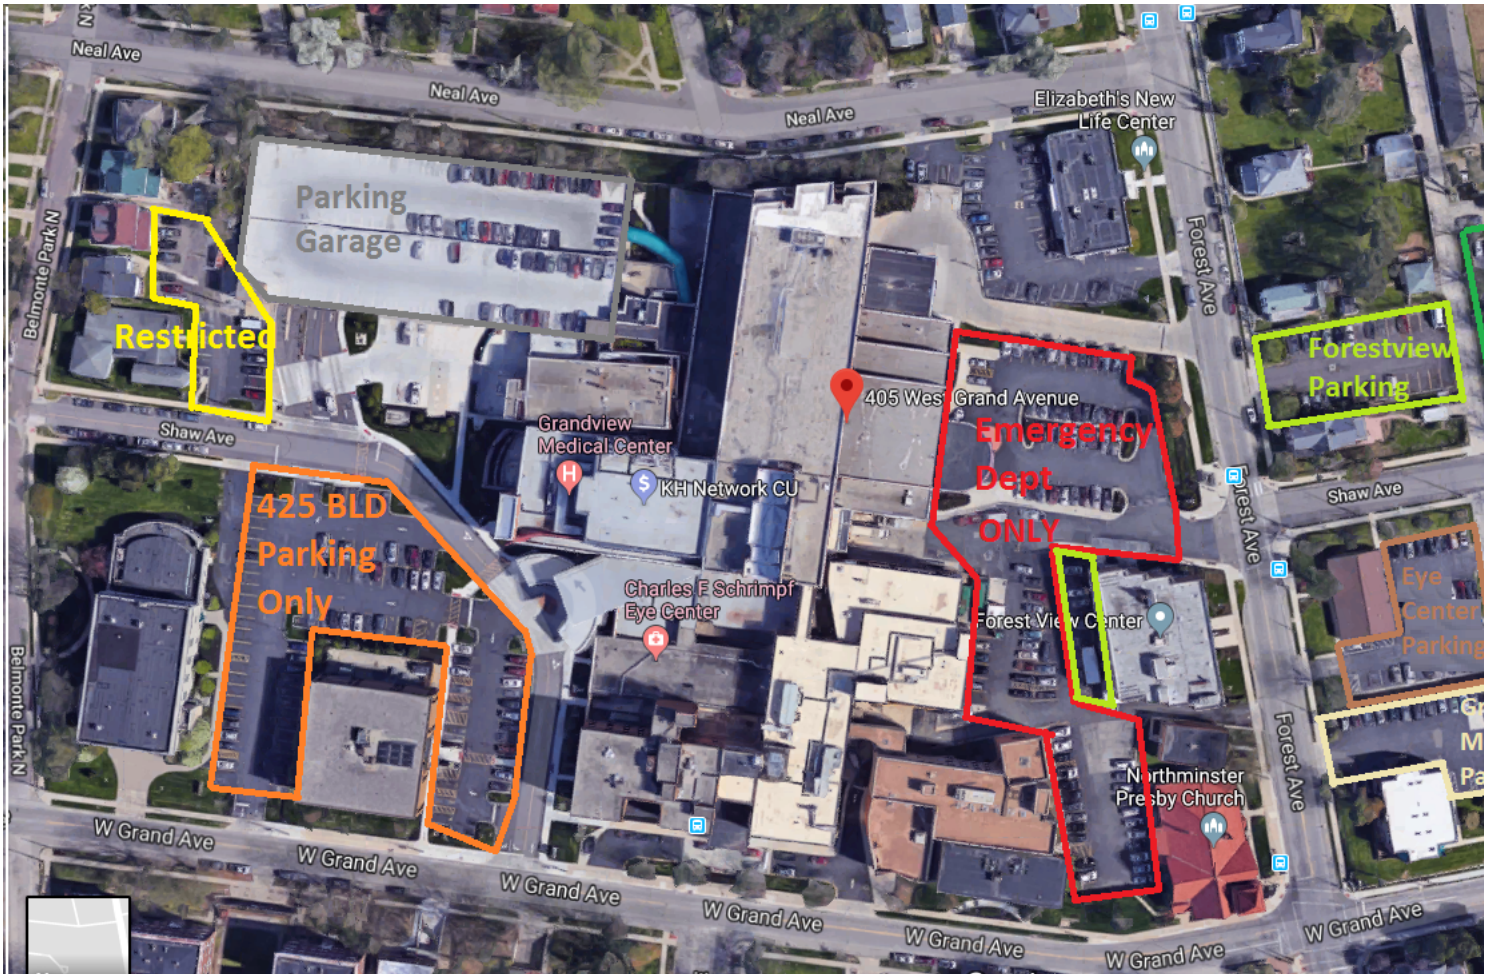 Neal Ave
Neal Ave
Neal Ave
Elizabeth's New
Life Center
Parking
Garage
Belmonte Park N
Forest Ave
Restricted
Forestview
Parking
405 West Grand Avenue
Shaw Ave
Grandview
Medical Center
H
$
KH Network CU
Emergency
Dept
ONLY
Shaw Ave
425 BLD
Parking
Only
Forest Ave
Charles F Schrimpf
Eye Center
Forest View Center
Eye
Center
Parking
Belmonte Park N
Forest Ave
Northminster
Presby Church
W Grand Ave
W Grand Ave
W Grand Ave
W Grand Ave
W Grand Ave
W Grand Ave
W Grand Ave